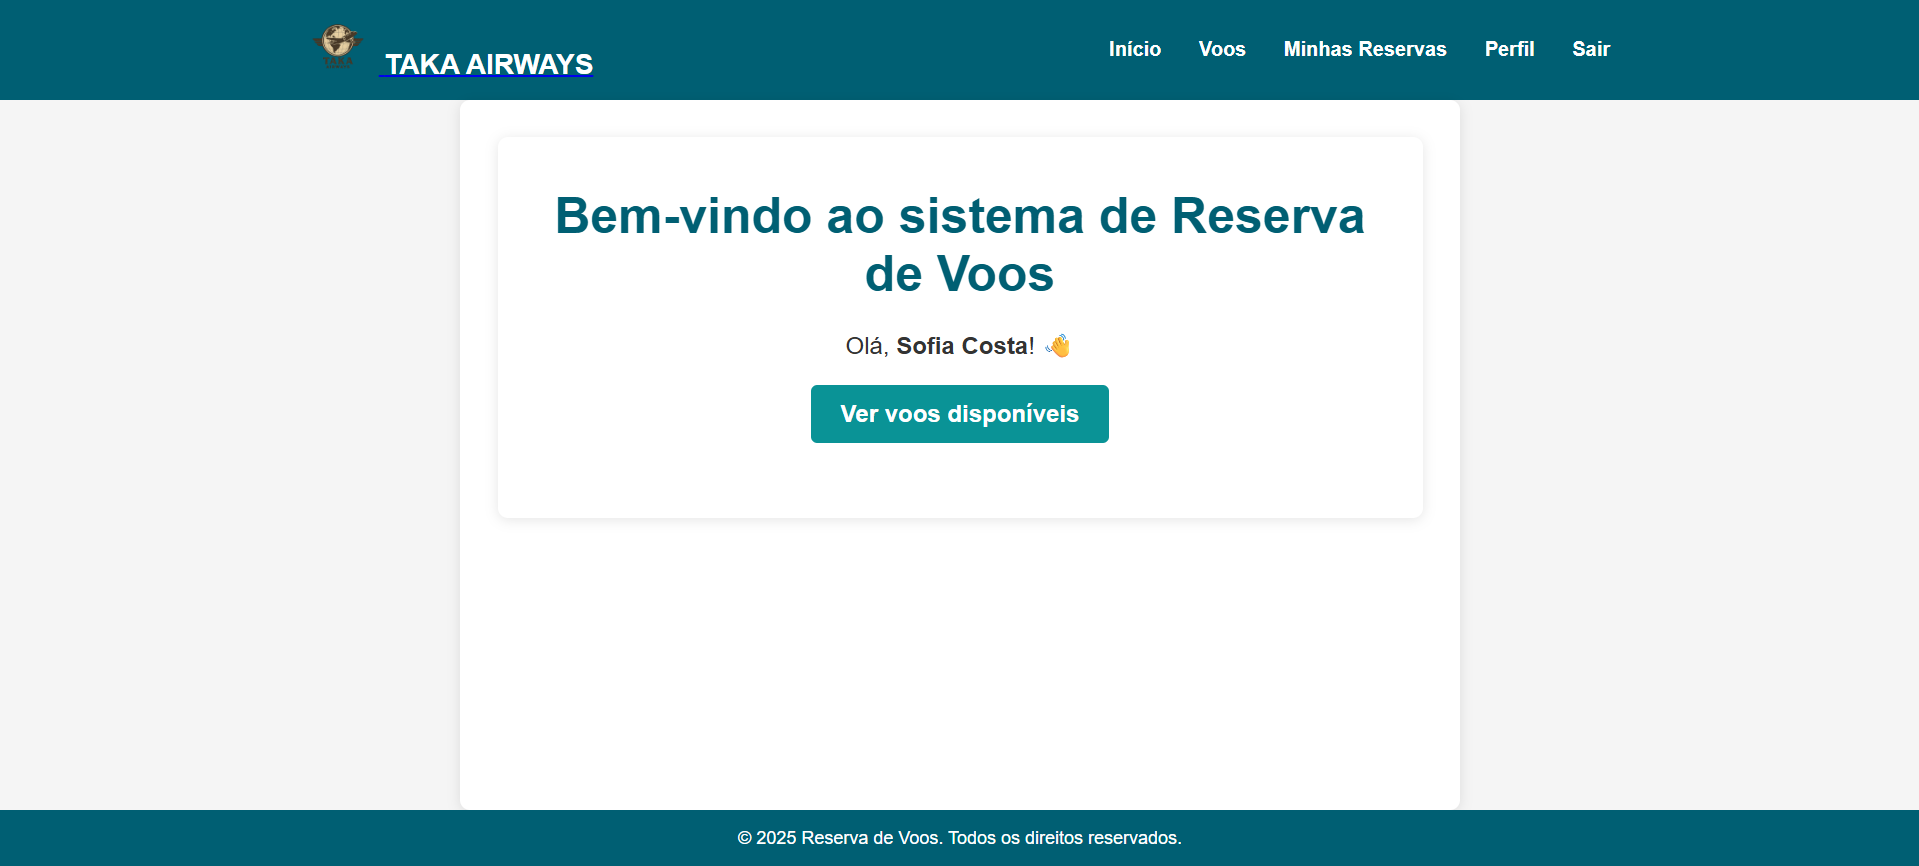 TAKA
TAKA AIRWAYS
Início
Voos
Minhas Reservas
Perfil
Sair
Bem-vindo ao sistema de Reserva
de Voos
Olá, Sofia Costa! 👋
Ver voos disponíveis
© 2025 Reserva de Voos. Todos os direitos reservados.